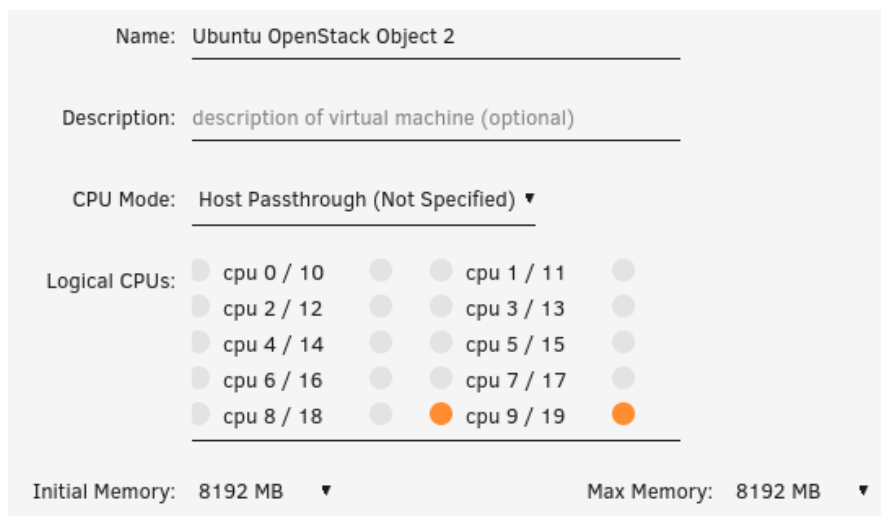 Name: Ubuntu OpenStack Object 2
Description: description of virtual machine (optional)
CPU Mode: Host Passthrough (Not Specified)
Logical CPUs: cpu 0 / 10 cpu 1 / 11
cpu 2 / 12 cpu 3 / 13
cpu 4 / 14 cpu 5 / 15
cpu 6 / 16 cpu 7 / 17
cpu 8 / 18 cpu 9 / 19
Initial Memory: 8192 MB Max Memory: 8192 MB